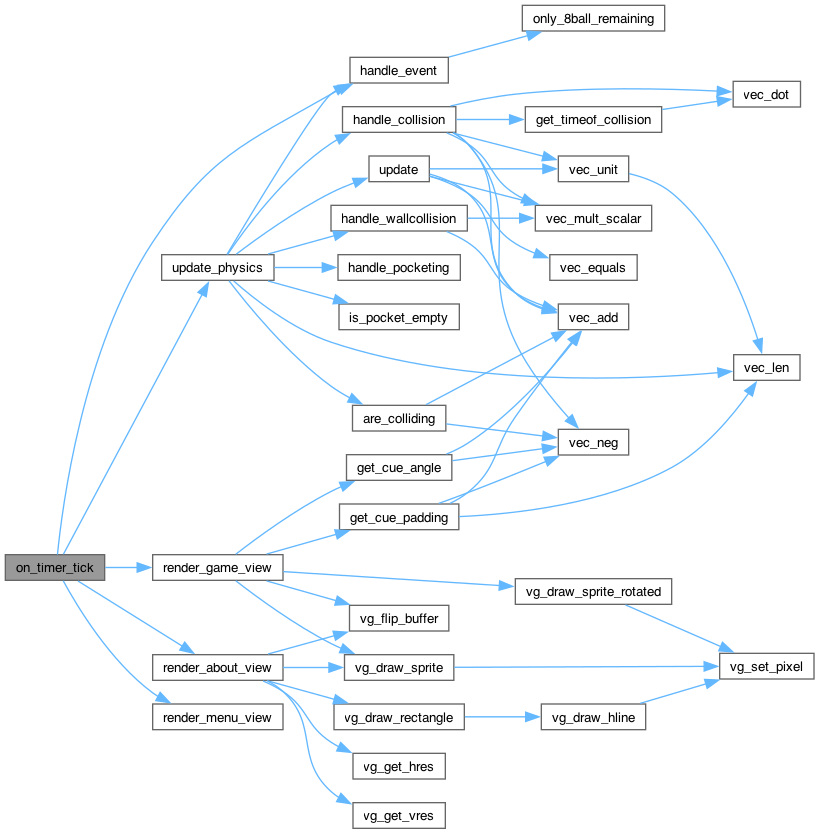 only_8ball_remaining
handle_event
vec_dot
handle_collision
get_timeof_collision
update
vec_unit
handle_wallcollision
vec_mult_scalar
update_physics
handle_pocketing
vec_equals
is_pocket_empty
vec_add
vec_len
are_colliding
vec_neg
get_cue_angle
get_cue_padding
on_timer_tick
render_game_view
vg_draw_sprite_rotated
vg_flip_buffer
render_about_view
vg_draw_sprite
vg_set_pixel
render_menu_view
vg_draw_rectangle
vg_draw_hline
vg_get_hres
vg_get_vres